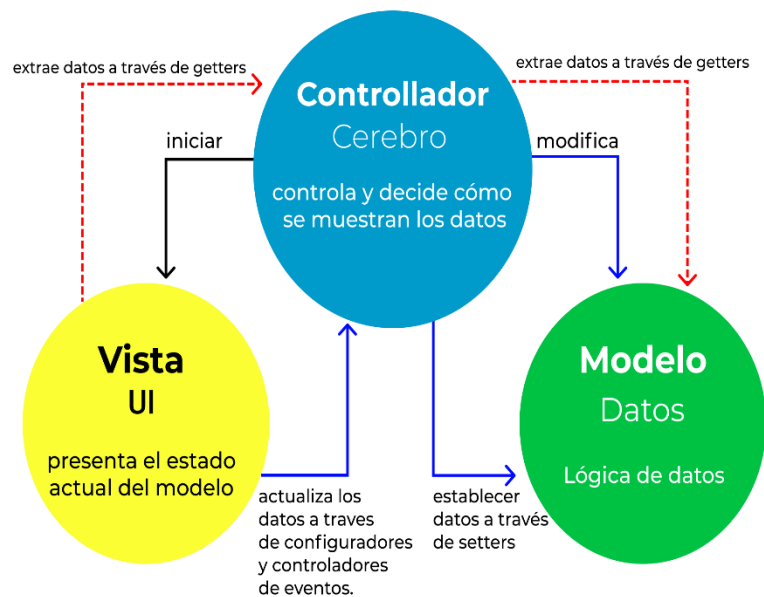 extrae datos a través de getters
extrae datos a través de getters
Controllador
Cerebro
controla y decide cómo
se muestran los datos
iniciar
modifica
Vista
UI
presenta el estado
actual del modelo
Modelo
Datos
Lógica de datos
actualiza los
datos a traves
de configuradores
y controladores
de eventos.
establecer
datos a través
de setters